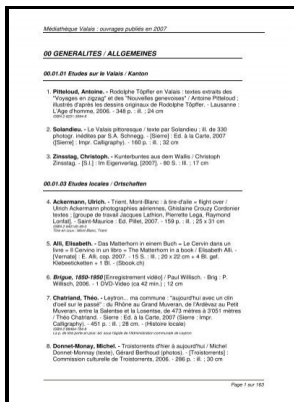 Médiathèque Valais : ouvrages publiés en 2007
00 GENERALITES / ALLGEMEINES
00.01.01 Etudes sur le Valais / Kanton
1. Pitteloud, Antoine. - Rodolphe Töpffer en Valais : textes extraits des
"Voyages en zigzag" et des "Nouvelles genevoises" / Antoine Pitteloud ;
illustrés d'après les dessins originaux de Rodolphe Töpffer. - Lausanne :
L'Age d'homme, 2006. - 348 p. : ill. ; 24 cm
2. Solandieu. - Le Valais pittoresque / texte par Solandieu ; ill. de 330
photogr. inédites par S.A. Schnegg. - [Sierre] : Ed. à la Carte, 2007
([Sierre] : Impr. Calligraphy). - 160 p. : ill. ; 32 cm
3. Zinsstag, Christoph. - Kunterbuntes aus dem Wallis / Christoph
Zinsstag. - [S.l.] : Im Eigenverlag, [2007]. - 80 S. : Ill. ; 17 cm
00.01.03 Etudes locales / Ortschaften
4. Ackermann, Ulrich. - Trient, Mont-Blanc : à tire-d'aile = flight over /
Ulrich Ackermann photographies aériennes, Ghislaine Crouzy Cordonier
textes ; [groupe de travail Jacques Lathion, Pierrette Lega, Raymond
Lonfat]. - Saint-Maurice : Ed. Pillet, 2007. - 159 p. : ill. ; 25 x 31 cm
5. Alli, Elisabeth. - Das Matterhorn in einem Buch = Le Cervin dans un
livre = Il Cervino in un libro = The Matterhorn in a book / Elisabeth Alli. -
[Vernate] : E. Alli, cop. 2007. - 15 S. : Ill. ; 20 x 22 cm + 4 Bl. gef.
Klebeetiketten + 1 Bl. - (Sbook.ch)
6. Brigue, 1850-1950 [Enregistrement vidéo] / Paul Willisch. - Brig : P.
Willisch, 2006. - 1 DVD-Video (ca 42 min.) ; 12 cm
7. Chatriand, Théo. - Leytron... ma commune : "aujourd'hui avec un clin
d'oeil sur le passé" : du Rhône au Grand Muveran, de l'Ardévaz au Petit
Muveran, entre la Salentse et la Losentse, de 473 mètres à 3'051 mètres
/ Théo Chatriand. - Sierre : Ed. à la Carte, 2007 (Sierre : Impr.
Calligraphy). - 451 p. : ill. ; 28 cm. - (Histoire locale)
8. Donnet-Monay, Michel. - Troistorrents d'hier à aujourd'hui / Michel
Donnet-Monnay (texte), Gérard Berthoud (photos). - [Troistorrents] :
Commission culturelle de Troistorrents, 2006. - 286 p. : ill. ; 30 cm
Page 1 sur 163